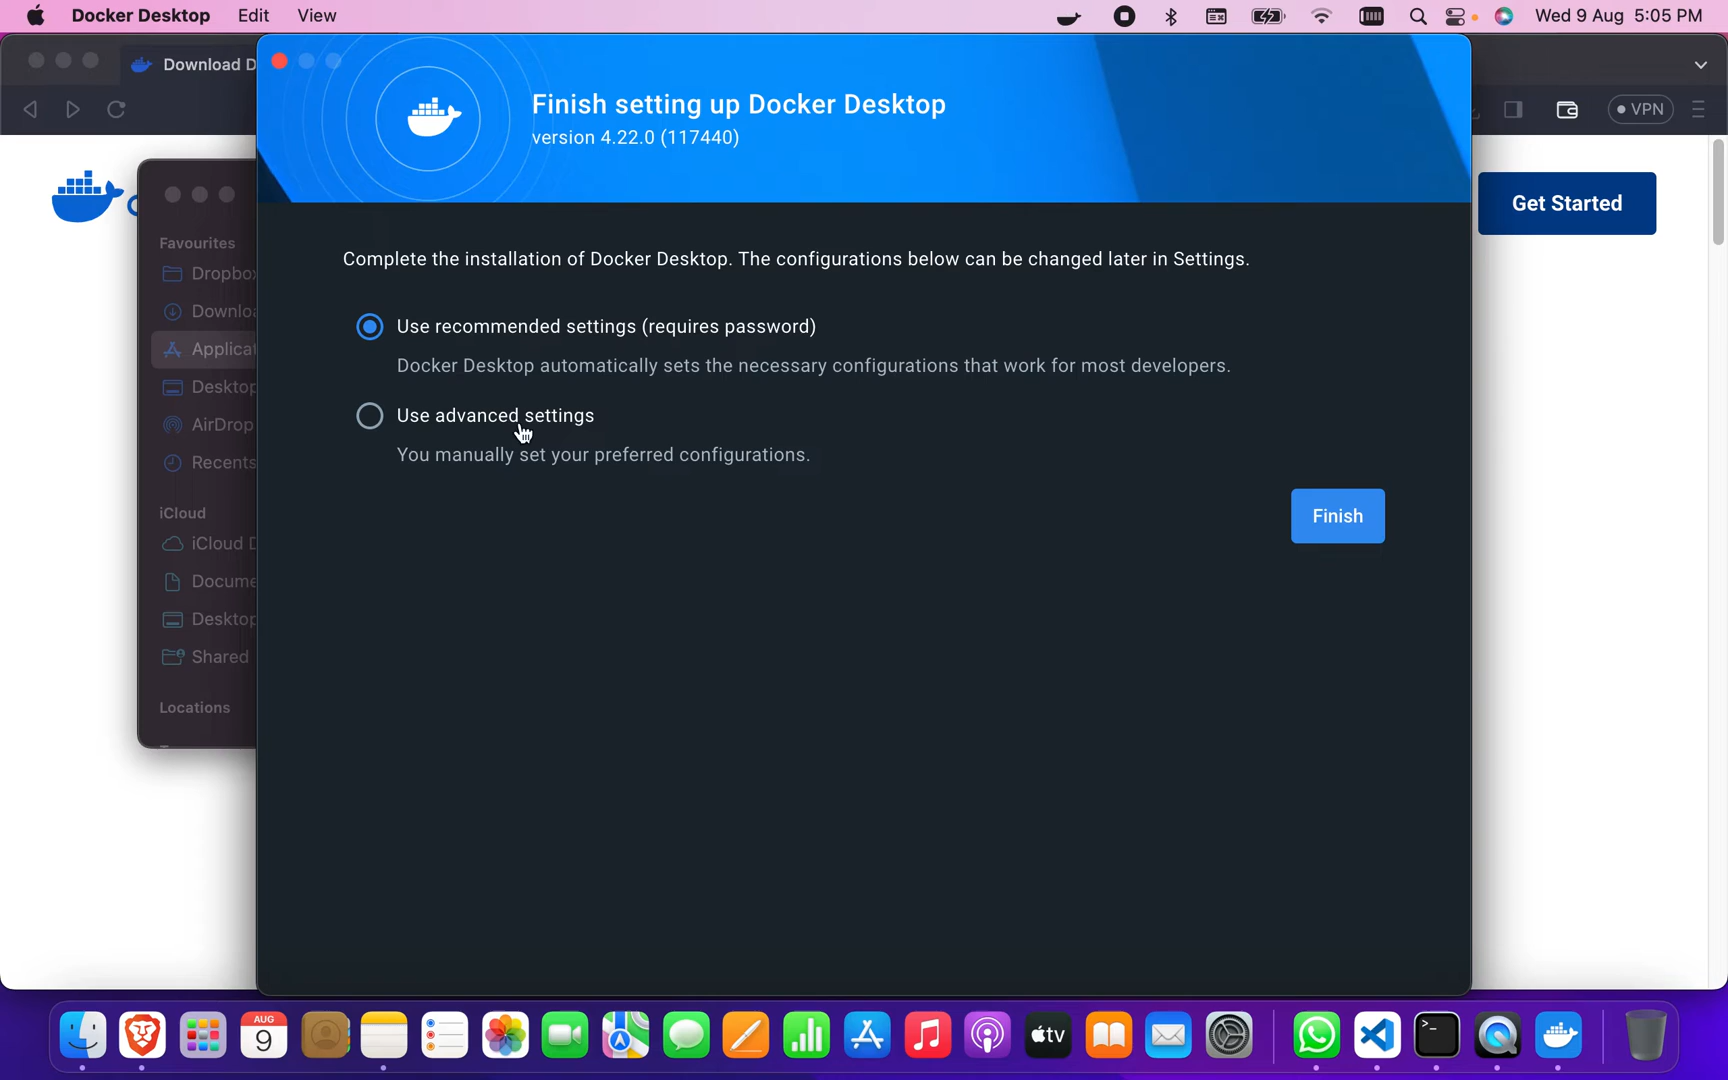 Docker Desktop Edit View Wed 9 Aug 5:05 PM
Download D
VPN
Finish setting up Docker Desktop
version 4.22.0 (117440)
Get Started
Favourites
Dropbo
Downloa
Applicat
Desktop
AirDrop
Recents
iCloud
iCloud D
Docume
Desktop
Shared
Locations
Complete the installation of Docker Desktop. The configurations below can be changed later in Settings.
Use recommended settings (requires password)
Docker Desktop automatically sets the necessary configurations that work for most developers.
Use advanced settings
You manually set your preferred configurations.
Finish
AUG
9
tv